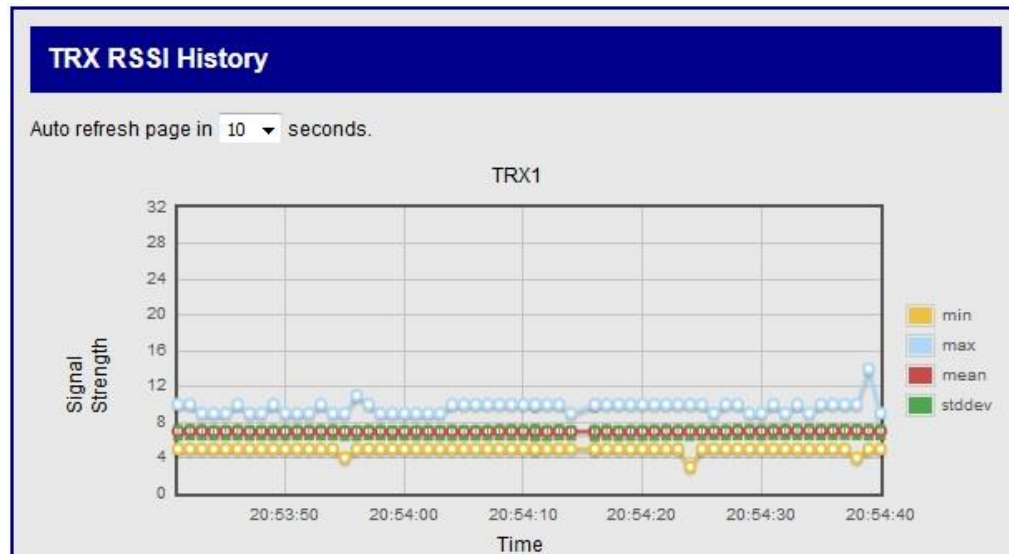 TRX RSSI History
Auto refresh page in 10 seconds.
TRX1
32
28
24
20
16
12
8
4
0
Signal
Strength
min
max
mean
stddev
20:53:50 20:54:00 20:54:10 20:54:20 20:54:30 20:54:40
Time